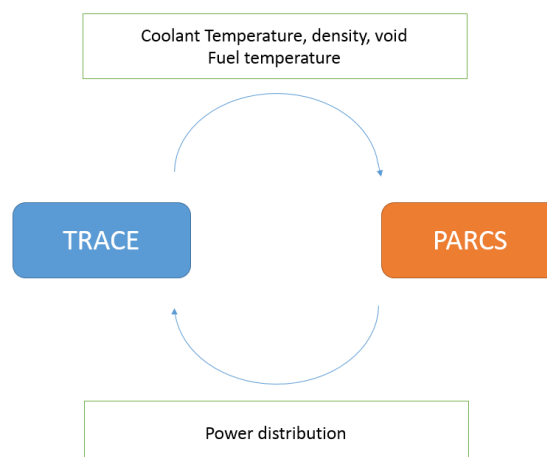 Coolant Temperature, density, void
Fuel temperature
TRACE
PARCS
Power distribution